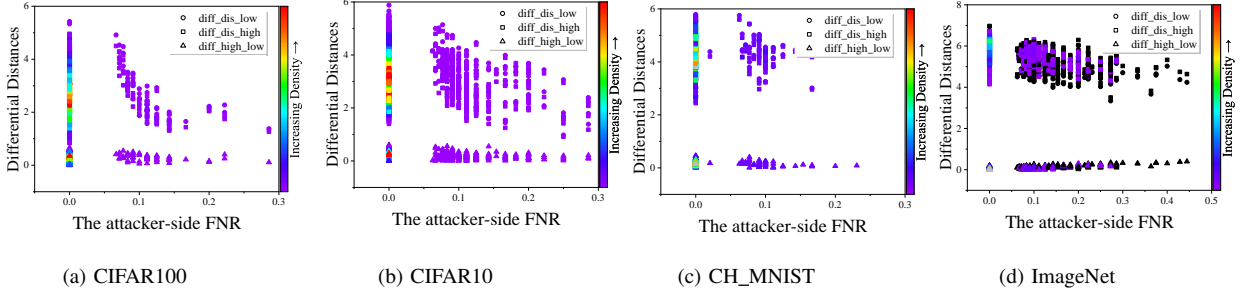 Differential Distances
6
4
2
0
0.0
0.1
0.2
0.3
The attacker-side FNR
diff_dis_low
diff_dis_high
diff_high_low
Increasing Density →
(a) CIFAR100
Differential Distances
6
4
2
0
0.0
0.1
0.2
0.3
The attacker-side FNR
diff_dis_low
diff_dis_high
diff_high_low
Increasing Density →
(b) CIFAR10
Differential Distances
6
4
2
0
0.0
0.1
0.2
0.3
The attacker-side FNR
diff_dis_low
diff_dis_high
diff_high_low
Increasing Density →
(c) CH_MNIST
Differential Distances
8
6
4
2
0
0.0
0.1
0.2
0.3
0.4
0.5
The attacker-side FNR
diff_dis_low
diff_dis_high
diff_high_low
Increasing Density →
(d) ImageNet